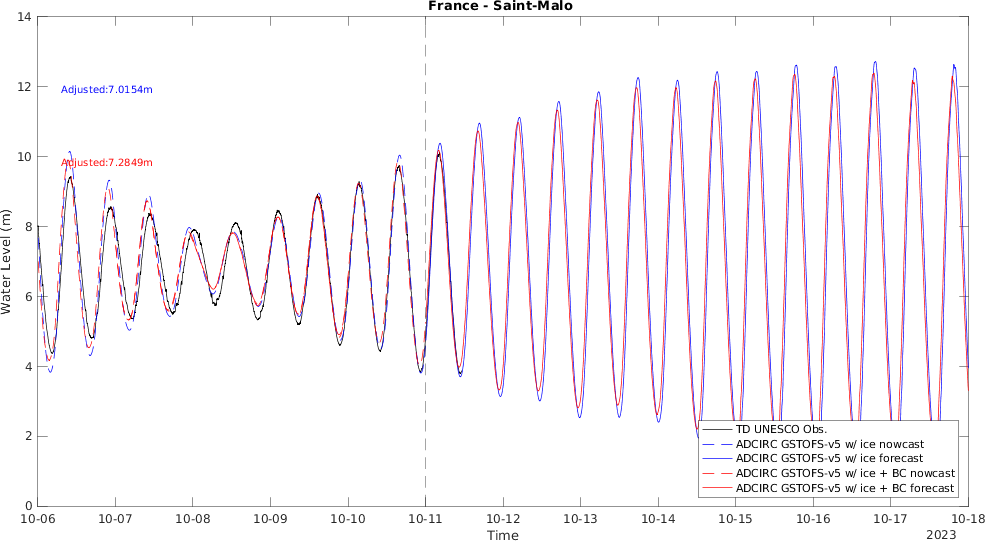 France - Saint-Malo
14
12
10
8
6
4
2
0
Water Level (m)
Adjusted:7.0154m
Adjusted:7.2849m
TD UNESCO Obs.
ADCIRC GSTOFS-v5 w/ ice nowcast
ADCIRC GSTOFS-v5 w/ ice forecast
ADCIRC GSTOFS-v5 w/ ice + BC nowcast
ADCIRC GSTOFS-v5 w/ ice + BC forecast
10-06 10-07 10-08 10-09 10-10 10-11 10-12 10-13 10-14 10-15 10-16 10-17 10-18
Time
2023